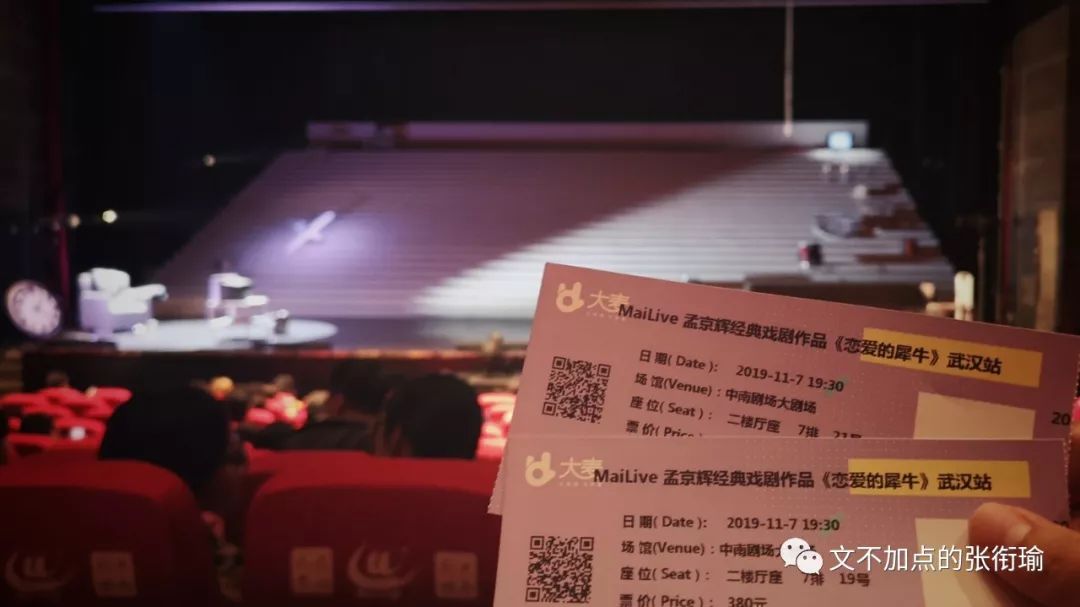 大麦
MaiLive 孟京辉经典戏剧作品《恋爱的犀牛》武汉站
日期(Date): 2019-11-7 19:30
场馆(Venue): 中南剧场大剧场
座位(Seat): 二楼厅座 7排 21号
票价(Price
20
大麦
MaiLive 孟京辉经典戏剧作品《恋爱的犀牛》武汉站
日期(Date): 2019-11-7 19:30
场馆(Venue): 中南剧场
座位(Seat): 二楼厅座 7排 19号
票价(Price): 380元
文不加点的张衔瑜